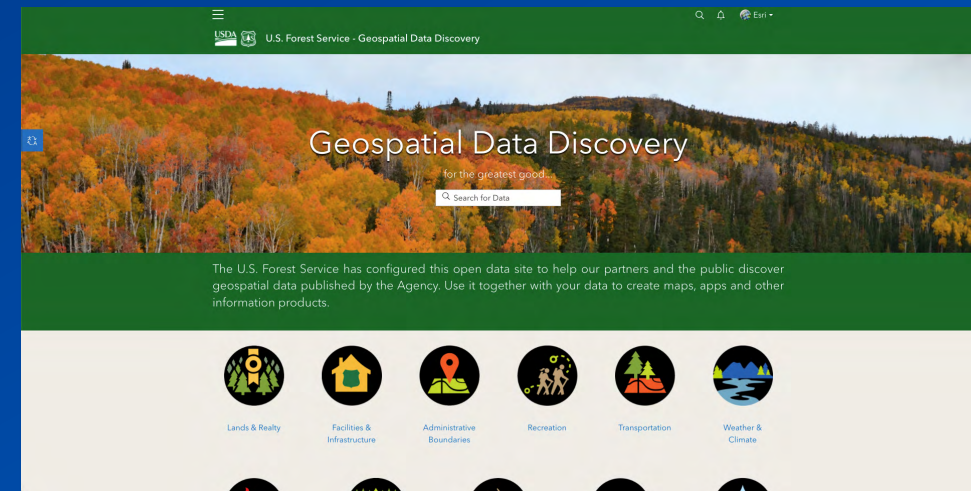 Esri
USDA
U.S. Forest Service - Geospatial Data Discovery
Geospatial Data Discovery
for the greatest good...
Search for Data
The U.S. Forest Service has configured this open data site to help our partners and the public discover
geospatial data published by the Agency. Use it together with your data to create maps, apps and other
information products.
Lands & Realty
Facilities &
Infrastructure
Administrative
Boundaries
Recreation
Transportation
Weather &
Climate